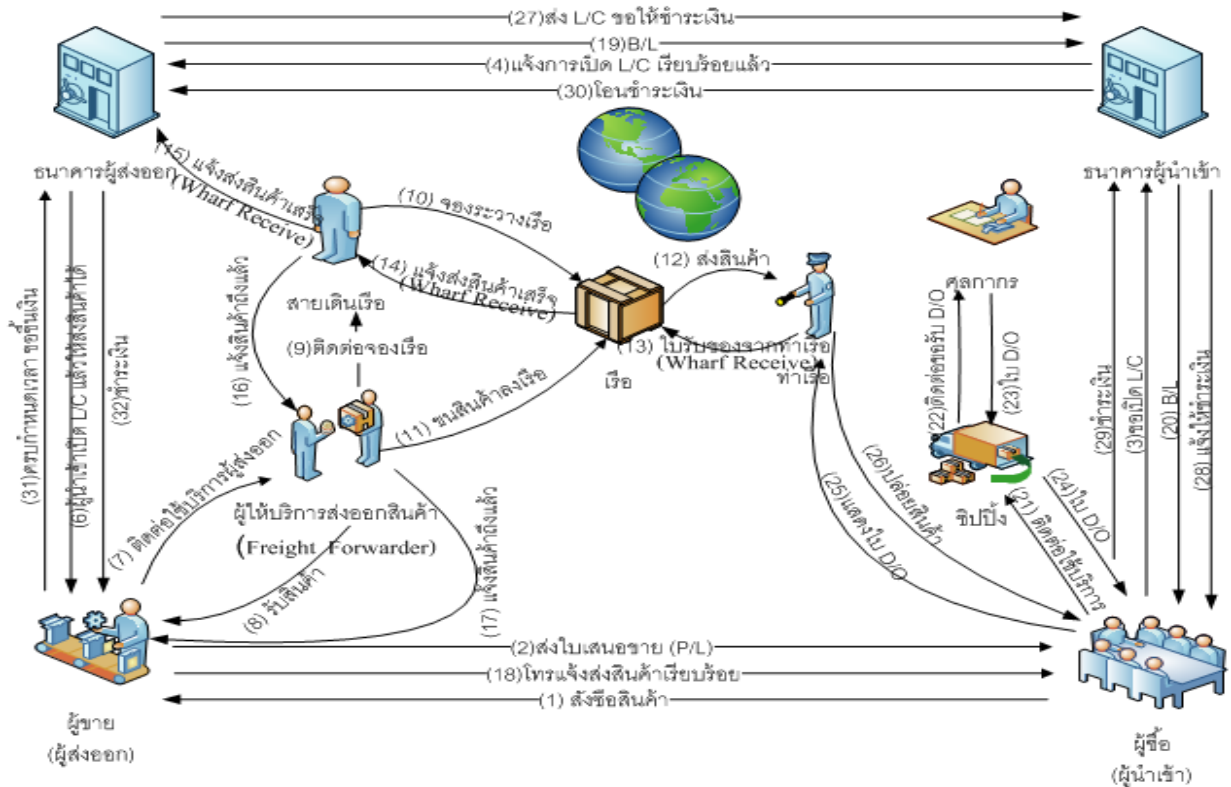 (27)ส่ง L/C ขอให้ชำระเงิน
(19)B/L
(4)แจ้งการเปิด L/C เรียบร้อยแล้ว
(30)โอนชำระเงิน
ธนาคารผู้ส่งออก
ธนาคารผู้นำเข้า
(15) แจ้งส่งสินค้าเสร็จ
(Wharf Receive)
(10) จองระวางเรือ
(14) แจ้งส่งสินค้าเสร็จ
(Wharf Receive)
(12) ส่งสินค้า
สายเดินเรือ
(9)ติดต่อจองเรือ
(16) แจ้งสินค้าถึงแล้ว
(13) ใบรับของจากท่าเรือ
(Wharf Receive)
เรือ
ท่าเรือ
ศุลกากร
(22)ติดต่อขอรับ D/O
(23)ใบ D/O
(11) ขนสินค้าลงเรือ
(31)ครบกำหนดเวลา ขอขึ้นเงิน
(6)ผู้นำเข้าเปิด L/C แล้วให้ส่งสินค้าได้
(32)ชำระเงิน
(29)ชำระเงิน
(3)ขอเปิด L/C
(20) B/L
(28) แจ้งให้ชำระเงิน
(7) ติดต่อใช้บริการผู้ส่งออก
ผู้ให้บริการส่งออกสินค้า
(Freight Forwarder)
(8) รับสินค้า
(17) แจ้งสินค้าถึงแล้ว
(25)แสดงใบ D/O
(26)ปล่อยสินค้า
ชิปปิ้ง
(21) ติดต่อใช้บริการ
(24)ใบ D/O
(2)ส่งใบเสนอขาย (P/L)
(18)โทรแจ้งส่งสินค้าเรียบร้อย
(1) สั่งซื้อสินค้า
ผู้ขาย
(ผู้ส่งออก)
ผู้ซื้อ
(ผู้นำเข้า)